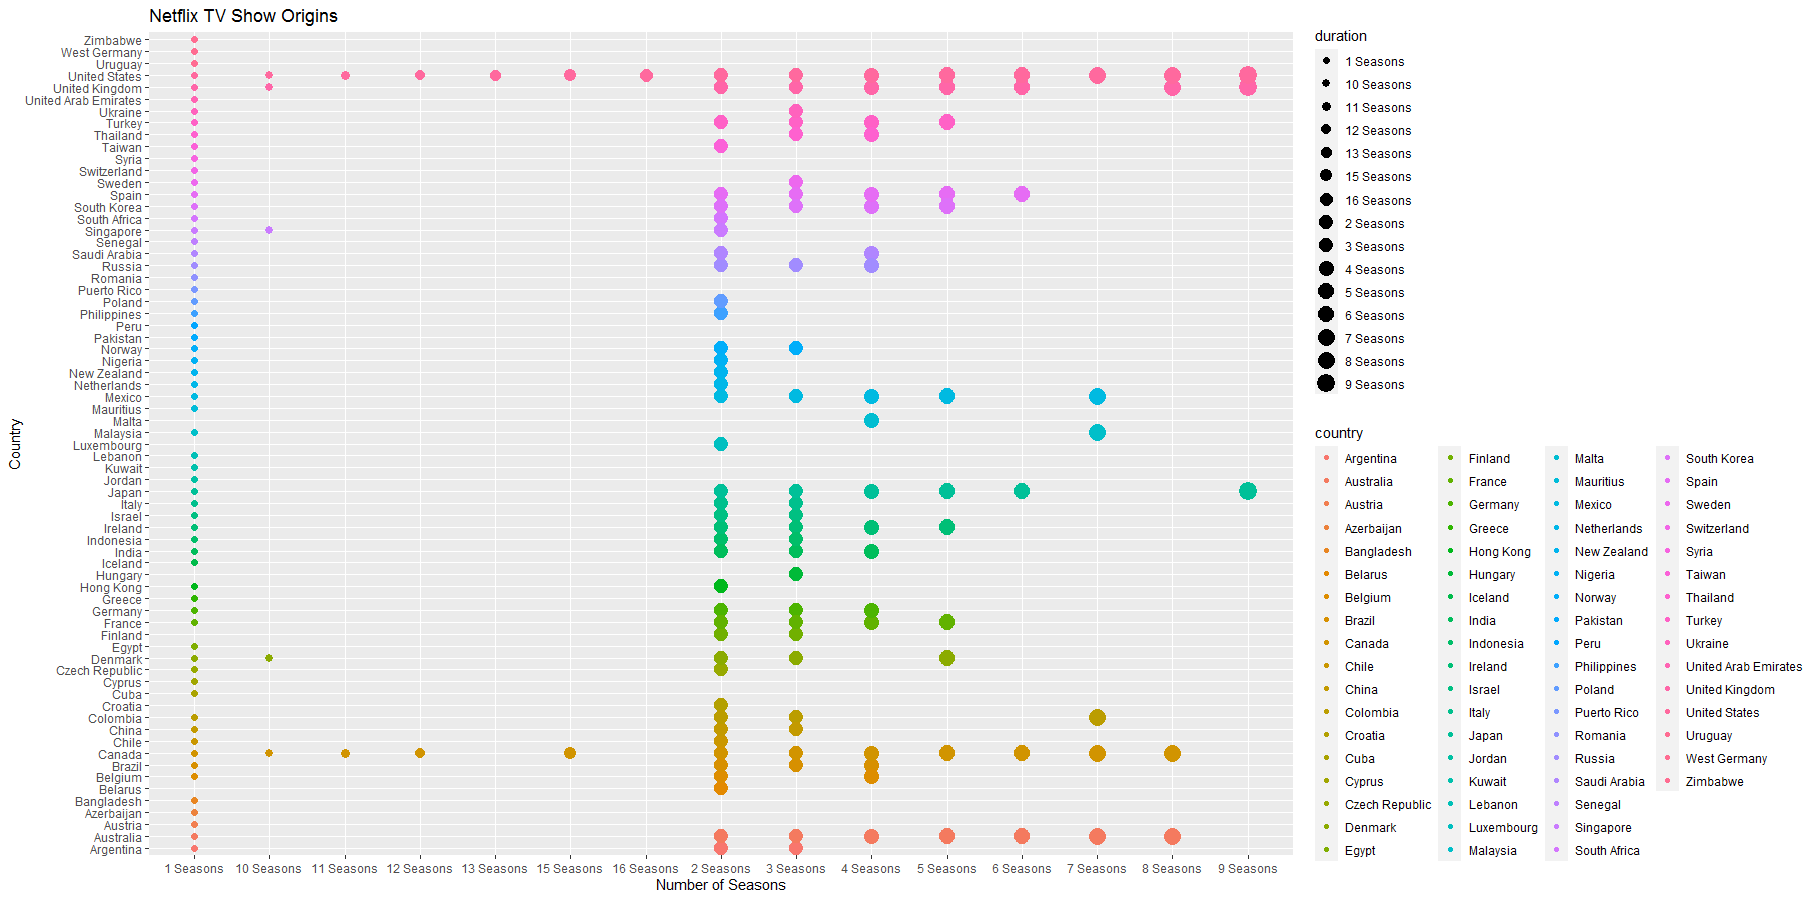 Netflix TV Show Origins
Country
Zimbabwe
West Germany
Uruguay
United States
United Kingdom
United Arab Emirates
Ukraine
Turkey
Thailand
Taiwan
Syria
Switzerland
Sweden
Spain
South Korea
South Africa
Singapore
Senegal
Saudi Arabia
Russia
Romania
Puerto Rico
Poland
Philippines
Peru
Pakistan
Norway
Nigeria
New Zealand
Netherlands
Mexico
Mauritius
Malta
Malaysia
Luxembourg
Lebanon
Kuwait
Jordan
Japan
Italy
Israel
Ireland
Indonesia
India
Iceland
Hungary
Hong Kong
Greece
Germany
France
Finland
Egypt
Denmark
Czech Republic
Cyprus
Cuba
Croatia
Colombia
China
Chile
Canada
Brazil
Belgium
Belarus
Bangladesh
Azerbaijan
Austria
Australia
Argentina
1 Seasons 10 Seasons 11 Seasons 12 Seasons 13 Seasons 15 Seasons 16 Seasons 2 Seasons 3 Seasons 4 Seasons 5 Seasons 6 Seasons 7 Seasons 8 Seasons 9 Seasons
Number of Seasons
duration
1 Seasons
10 Seasons
11 Seasons
12 Seasons
13 Seasons
15 Seasons
16 Seasons
2 Seasons
3 Seasons
4 Seasons
5 Seasons
6 Seasons
7 Seasons
8 Seasons
9 Seasons
country
Argentina
Australia
Austria
Azerbaijan
Bangladesh
Belarus
Belgium
Brazil
Canada
Chile
China
Colombia
Croatia
Cuba
Cyprus
Czech Republic
Denmark
Egypt
Finland
France
Germany
Greece
Hong Kong
Hungary
Iceland
India
Indonesia
Ireland
Israel
Italy
Japan
Jordan
Kuwait
Lebanon
Luxembourg
Malaysia
Malta
Mauritius
Mexico
Netherlands
New Zealand
Nigeria
Norway
Pakistan
Peru
Philippines
Poland
Puerto Rico
Romania
Russia
Saudi Arabia
Senegal
Singapore
South Africa
South Korea
Spain
Sweden
Switzerland
Syria
Taiwan
Thailand
Turkey
Ukraine
United Arab Emirates
United Kingdom
United States
Uruguay
West Germany
Zimbabwe